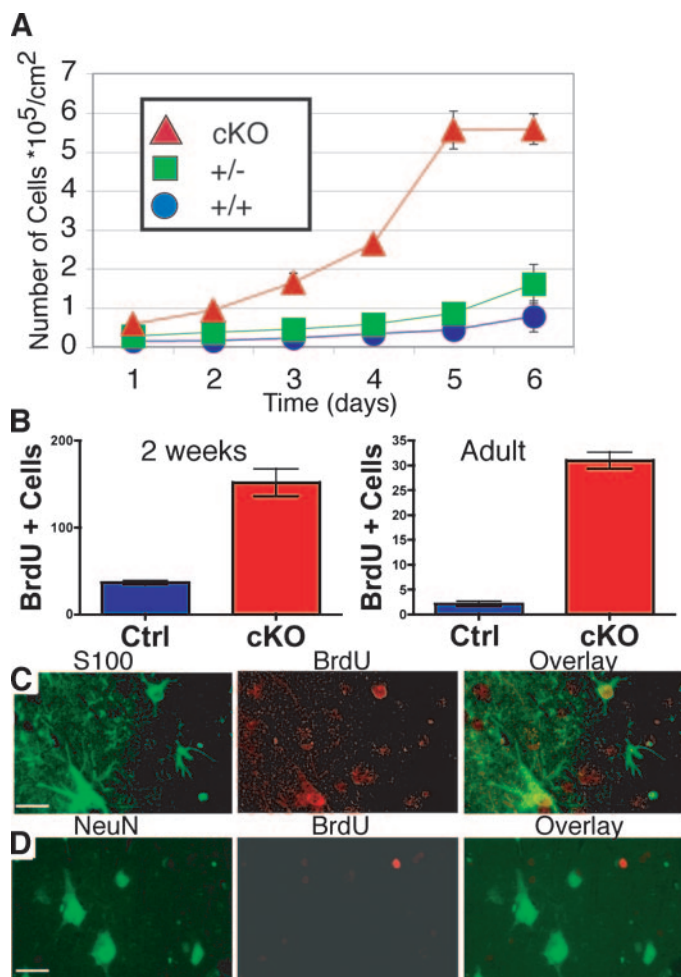 A
Number of Cells *10⁵/cm²
7
6
5
4
3
2
1
0
cKO
+/-
+/+
1 2 3 4 5 6
Time (days)
B
BrdU + Cells
200
100
0
2 weeks
Ctrl cKO
BrdU + Cells
35
30
25
20
15
10
5
0
Adult
Ctrl cKO
C
S100 BrdU Overlay
D
NeuN BrdU Overlay